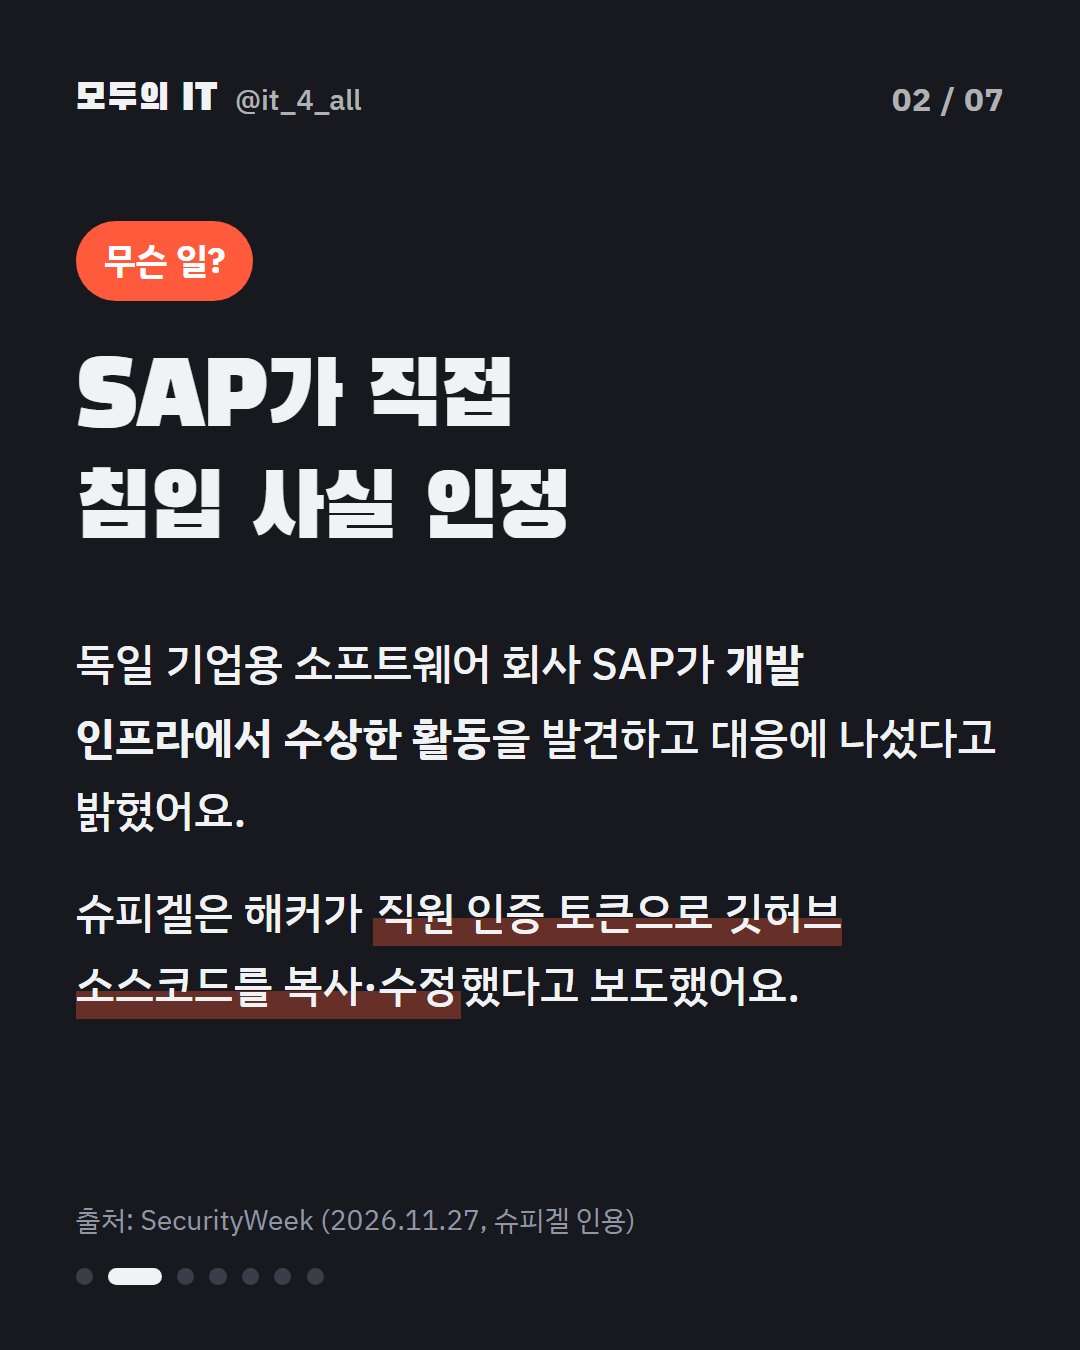 모두의 IT @it_4_all 02 / 07
무슨 일?
SAP가 직접
침입 사실 인정
독일 기업용 소프트웨어 회사 SAP가 개발
인프라에서 수상한 활동을 발견하고 대응에 나섰다고
밝혔어요.
슈피겔은 해커가 직원 인증 토큰으로 깃허브
소스코드를 복사·수정했다고 보도했어요.
출처: SecurityWeek (2026.11.27, 슈피겔 인용)